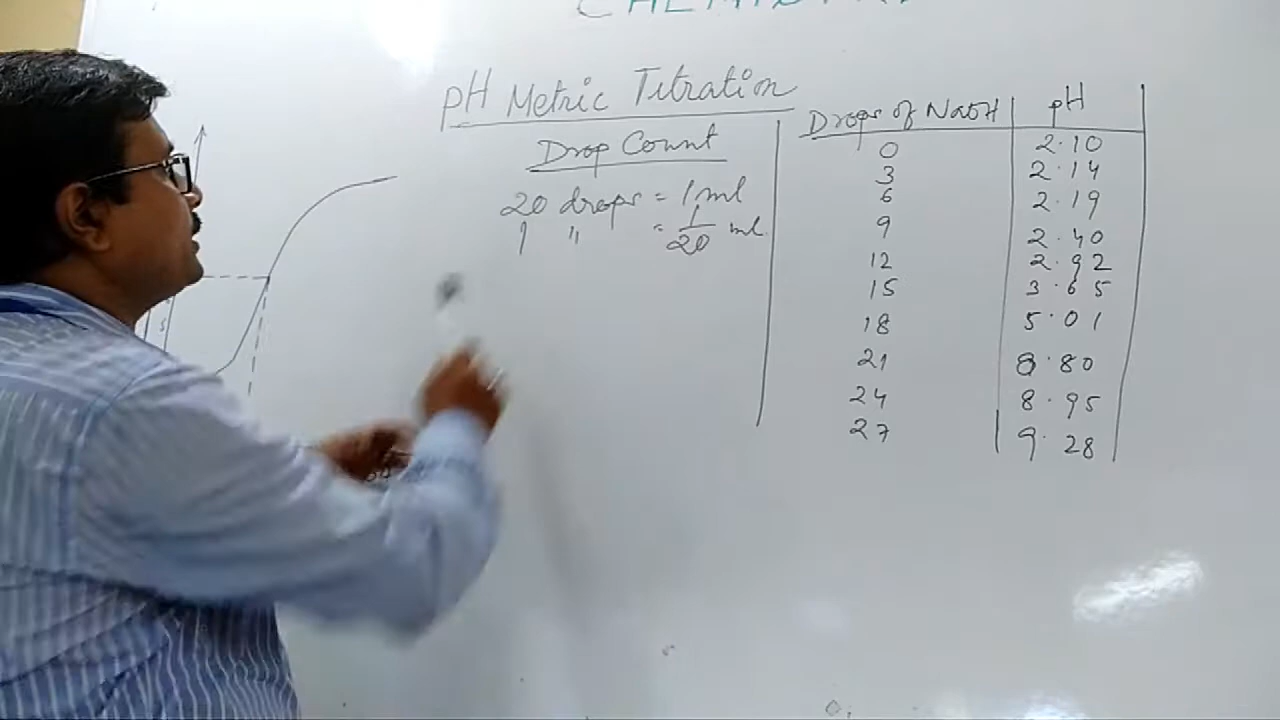 CHEMISTRY
pH Metric Titration
Drop Count
20 drops = 1 ml
1 " = 1/20 ml
Drops of NaOH pH
0 2.10
3 2.14
6 2.19
9 2.40
12 2.92
15 3.65
18 5.01
21 8.80
24 8.95
27 9.28